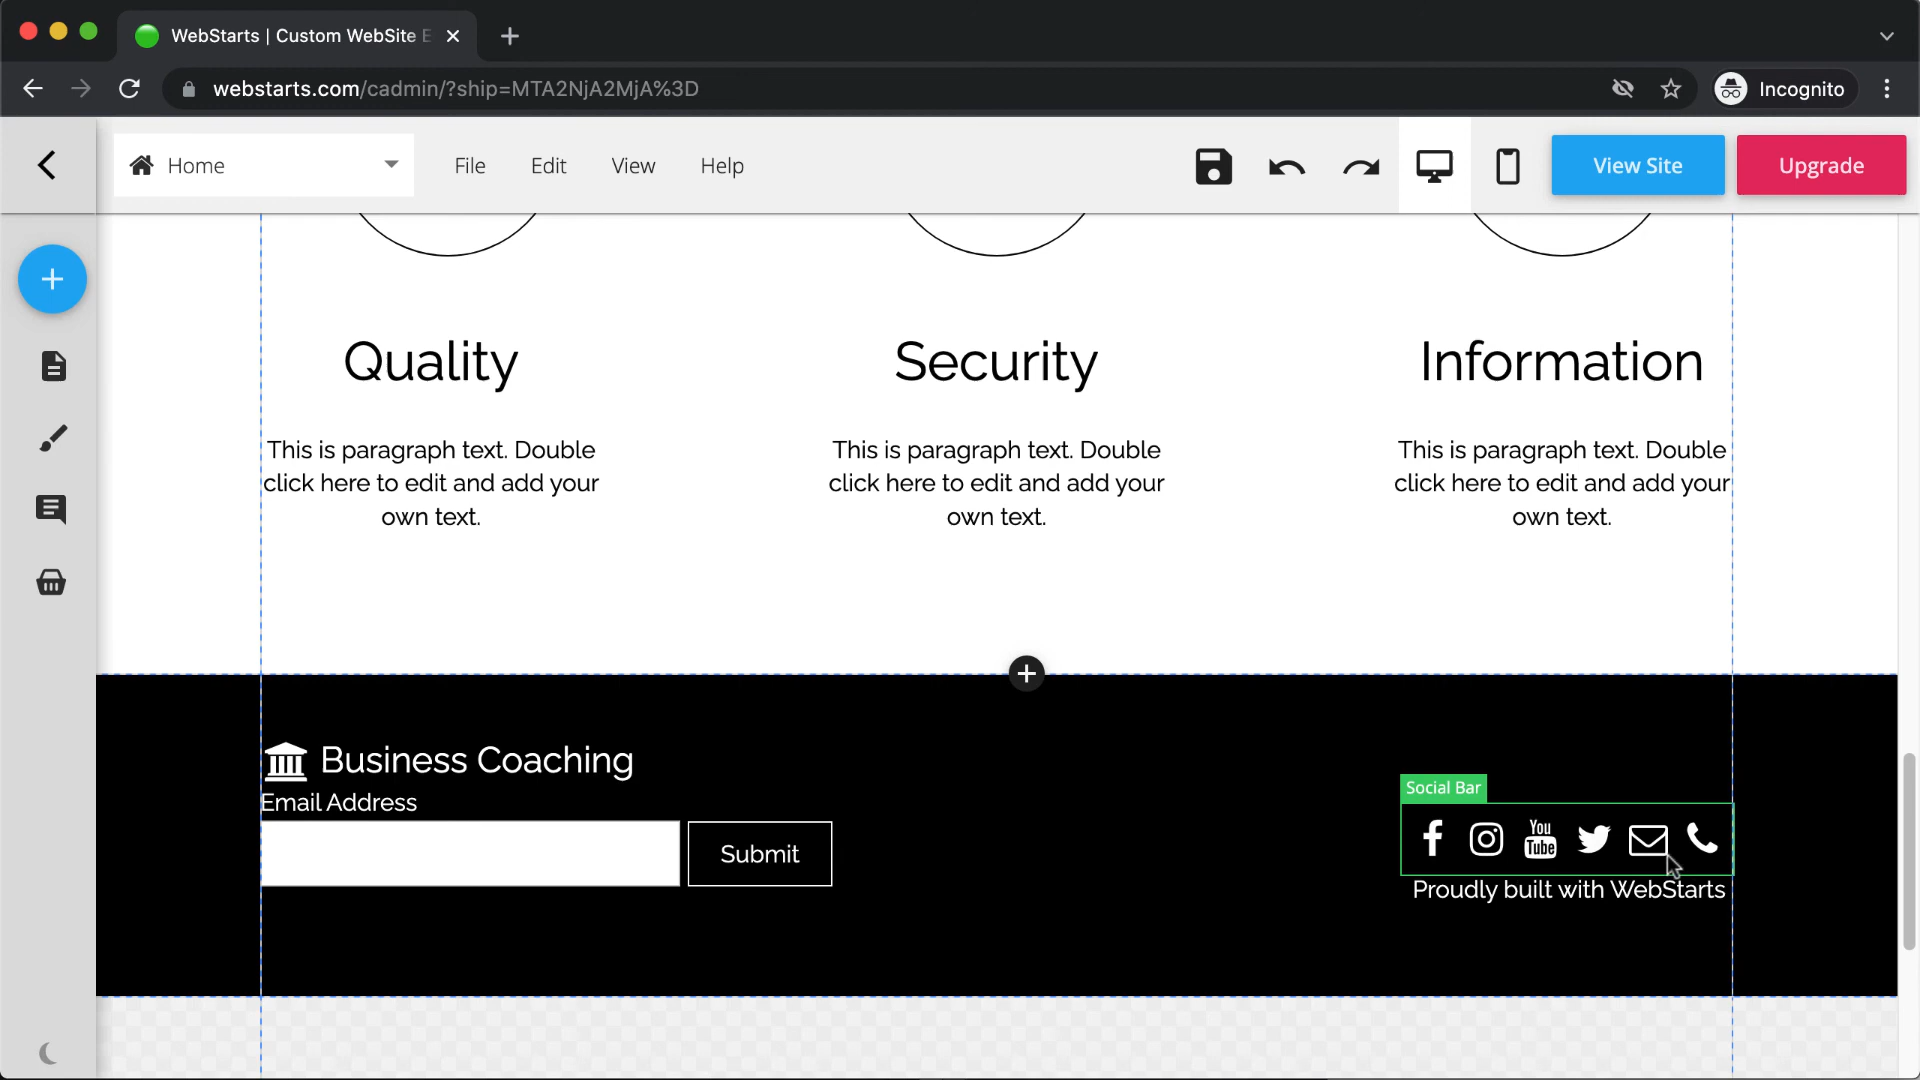 WebStarts | Custom WebSite E
webstarts.com/cadmin/?ship=MTA2NjA2MjA%3D
Incognito
Home
File
Edit
View
Help
View Site
Upgrade
Quality
Security
Information
This is paragraph text. Double
click here to edit and add your
own text.
This is paragraph text. Double
click here to edit and add your
own text.
This is paragraph text. Double
click here to edit and add your
own text.
Business Coaching
Email Address
Submit
Social Bar
You
Tube
Proudly built with WebStarts